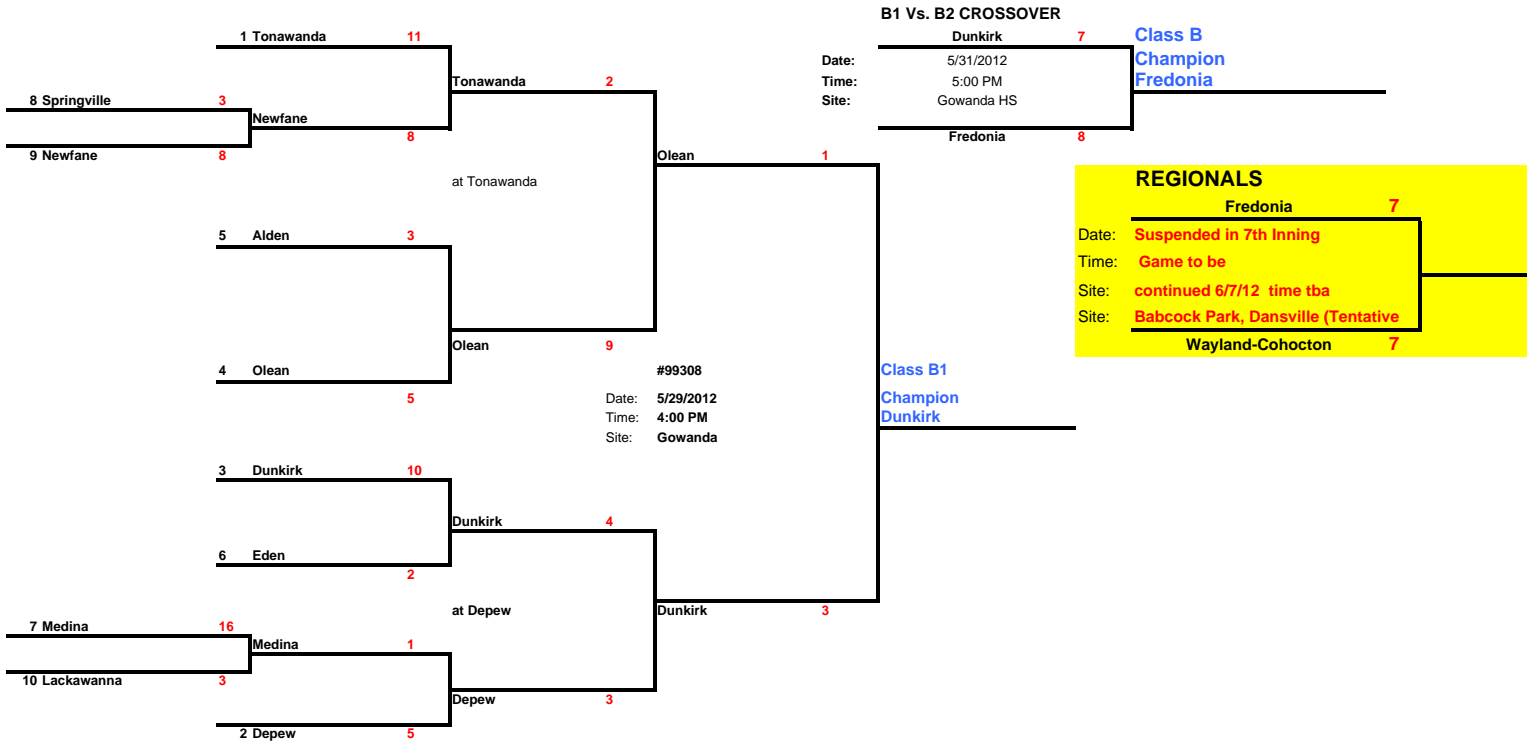 B1 Vs. B2 CROSSOVER
1 Tonawanda 11
Dunkirk 7
Class B
Date: 5/31/2012
Champion
Tonawanda 2
Time: 5:00 PM
Fredonia
8 Springville 3
Site: Gowanda HS
Newfane
8
Fredonia 8
9 Newfane 8
Olean 1
at Tonawanda
REGIONALS
Fredonia 7
5 Alden 3
Date: Suspended in 7th Inning
Time: Game to be
Site: continued 6/7/12 time tba
Site: Babcock Park, Dansville (Tentative
Olean 9
Wayland-Cohocton 7
4 Olean
#99308
Class B1
5
Date: 5/29/2012
Champion
Time: 4:00 PM
Dunkirk
Site: Gowanda
3 Dunkirk 10
Dunkirk 4
6 Eden
2
at Depew
Dunkirk 3
7 Medina 16
Medina 1
10 Lackawanna 3
Depew 3
2 Depew 5